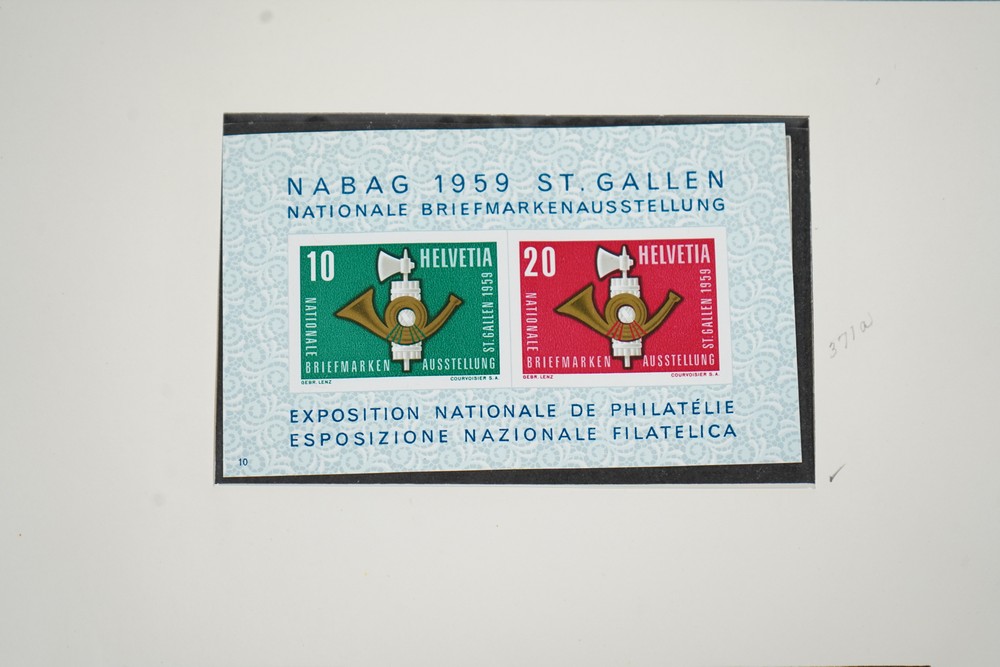 NABAG 1959 ST. GALLEN
NATIONALE BRIEFMARKENAUSSTELLUNG
10 HELVETIA
NATIONALE
BRIEFMARKEN AUSSTELLUNG
ST. GALLEN 1959
GEBR. LENZ COURVOISIER S.A.
20 HELVETIA
NATIONALE
BRIEFMARKEN AUSSTELLUNG
ST. GALLEN 1959
GEBR. LENZ COURVOISIER S.A.
EXPOSITION NATIONALE DE PHILATÉLIE
ESPOSIZIONE NAZIONALE FILATELICA
10
371a